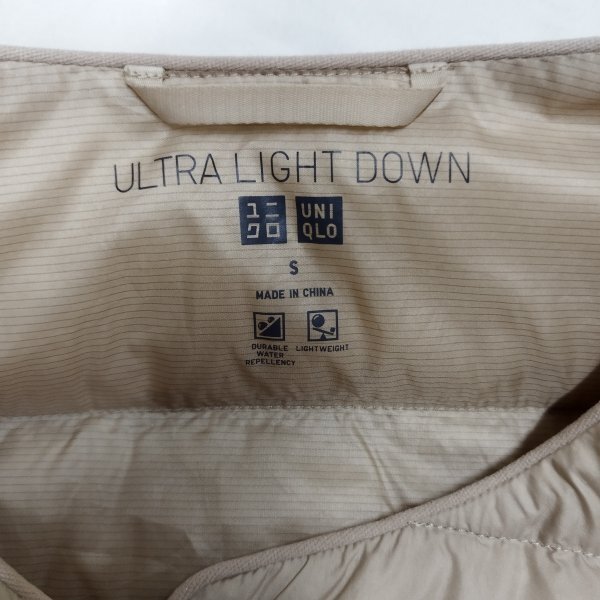 ULTRA LIGHT DOWN
ユニ UNI
クロ QLO
S
MADE IN CHINA
DURABLE WATER REPELLENCY
LIGHTWEIGHT